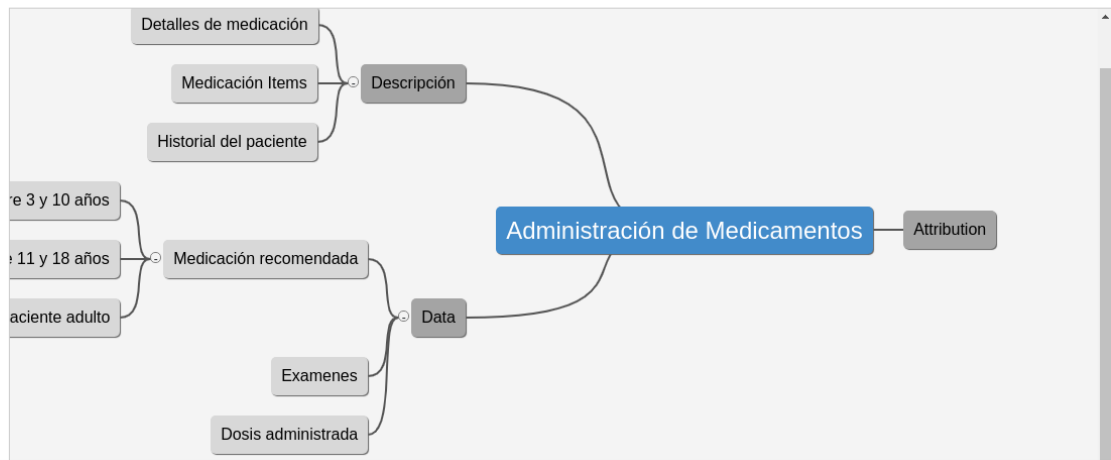 Detalles de medicación
Medicación Items
Descripción
Historial del paciente
3 y 10 años
Administración de Medicamentos
Attribution
11 y 18 años
Medicación recomendada
adulto
Data
Examenes
Dosis administrada